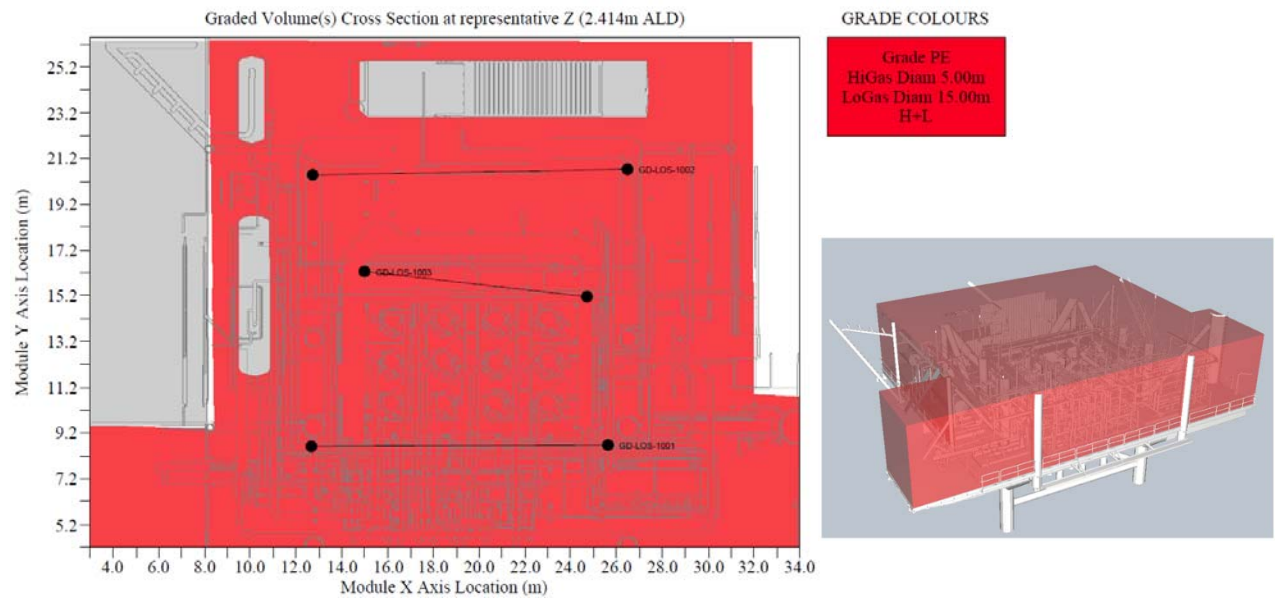 Graded Volume(s) Cross Section at representative Z (2.414m ALD)
GRADE COLOURS
Grade PE
HiGas Diam 5.00m
LoGas Diam 15.00m
H+L
Module Y Axis Location (m)
25.2
23.2
21.2
19.2
17.2
15.2
13.2
11.2
9.2
7.2
5.2
GD-LOS-1002
GD-LOS-1003
GD-LOS-1001
4.0 6.0 8.0 10.0 12.0 14.0 16.0 18.0 20.0 22.0 24.0 26.0 28.0 30.0 32.0 34.0
Module X Axis Location (m)